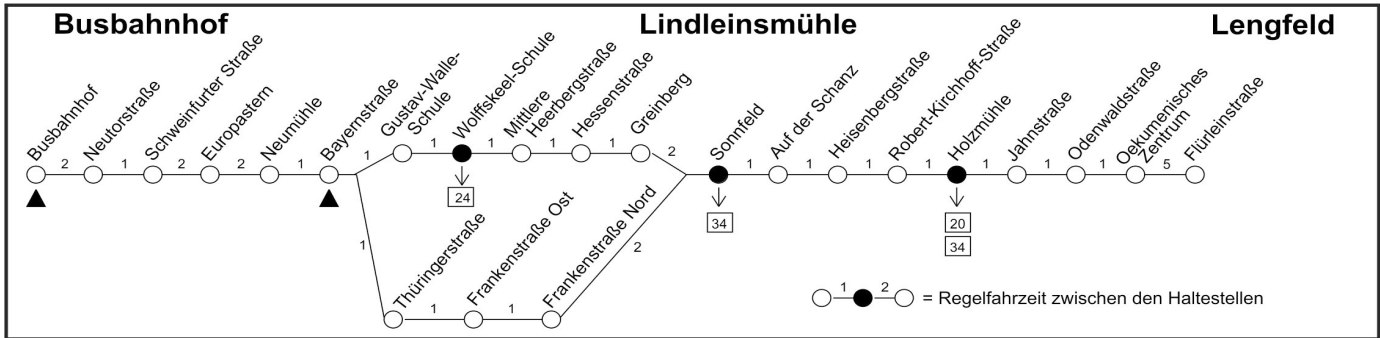 Busbahnhof
Lindleinsmühle
Lengfeld
Busbahnhof
Neutorstraße
Schweinfurter Straße
Europastern
Neumühle
Bayernstraße
Gustav-Walle-
Schule
Wolffskeel-Schule
Mittlere
Heerbergstraße
Hessenstraße
Greinberg
Sonnfeld
Auf der Schanz
Heisenbergstraße
Robert-Kirchhoff-Straße
Holzmühle
Jahnstraße
Odenwaldstraße
Oekumenisches
Zentrum
Flürleinstraße
2 1 2 2 1 1 1 1 1 1 2 1 1 1 1 1 1 1 5
24
34
20
34
1
Thüringerstraße
1
Frankenstraße Ost
1
Frankenstraße Nord
2
1 2 = Regelfahrzeit zwischen den Haltestellen